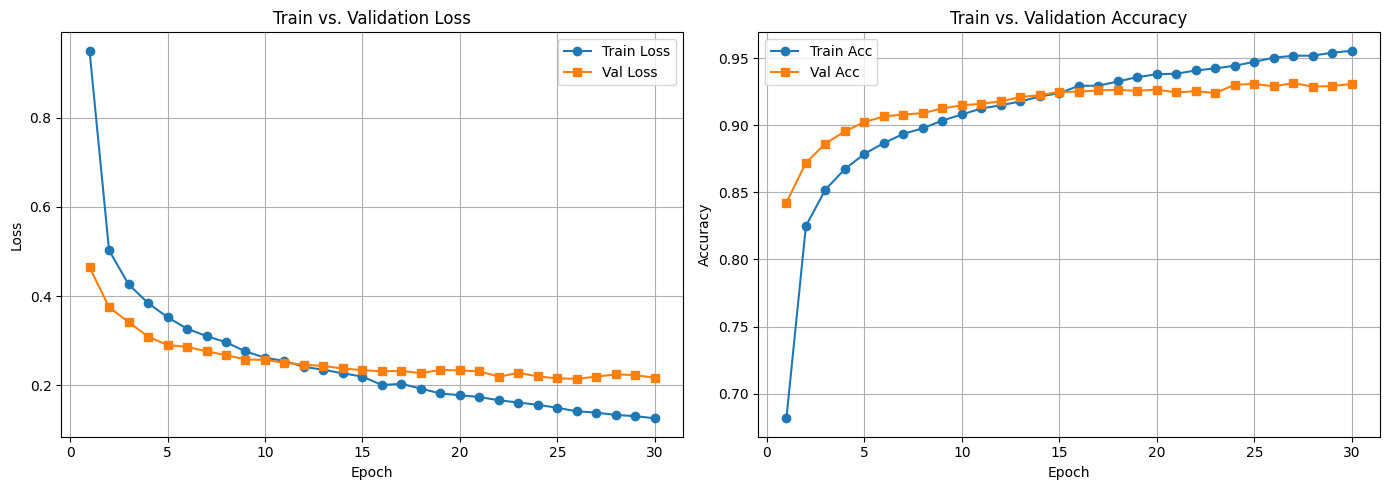 Train vs. Validation Loss
Train Loss
Val Loss
0.8
0.6
0.4
0.2
Loss
0
5
10
15
20
25
30
Epoch
Train vs. Validation Accuracy
Train Acc
Val Acc
0.95
0.90
0.85
0.80
0.75
0.70
Accuracy
0
5
10
15
20
25
30
Epoch